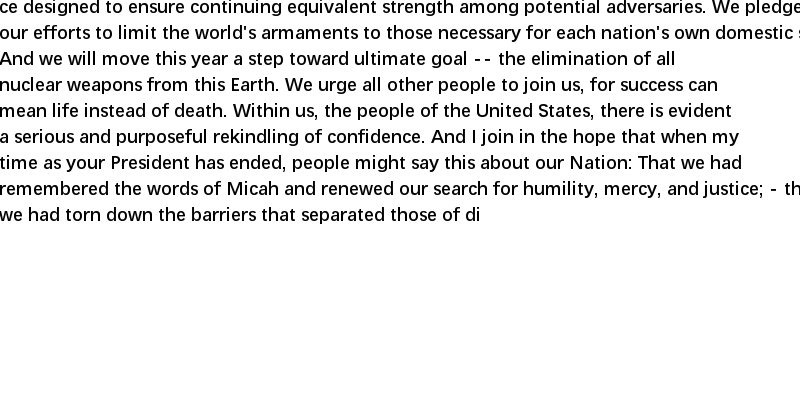 ce designed to ensure continuing equivalent strength among potential adversaries. We pledge
our efforts to limit the world's armaments to those necessary for each nation's own domestic
And we will move this year a step toward ultimate goal -- the elimination of all
nuclear weapons from this Earth. We urge all other people to join us, for success can
mean life instead of death. Within us, the people of the United States, there is evident
a serious and purposeful rekindling of confidence. And I join in the hope that when my
time as your President has ended, people might say this about our Nation: That we had
remembered the words of Micah and renewed our search for humility, mercy, and justice; - th
we had torn down the barriers that separated those of di